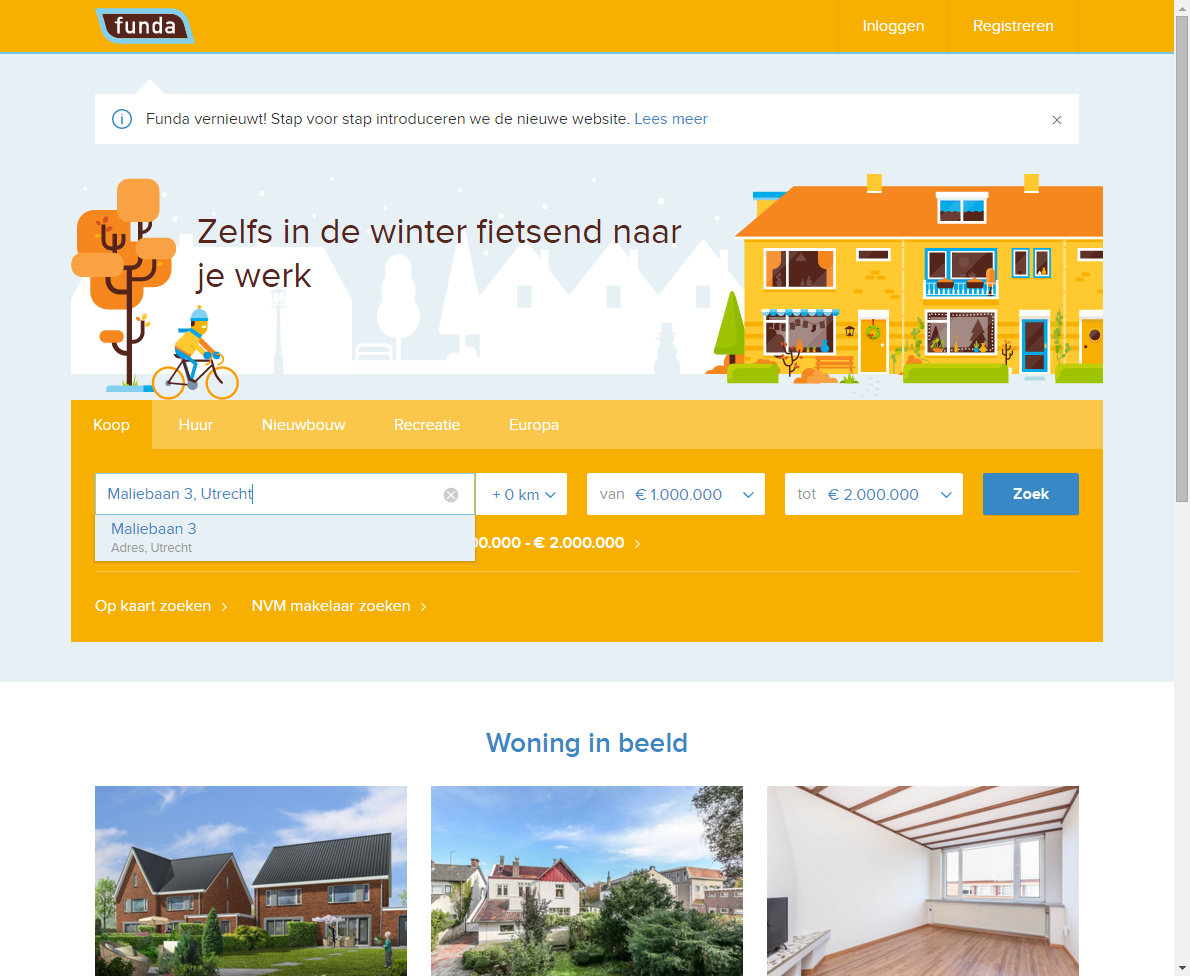 funda
Inloggen
Registreren
Funda vernieuwt! Stap voor stap introduceren we de nieuwe website. Lees meer
Zelfs in de winter fietsend naar
je werk
Koop
Huur
Nieuwbouw
Recreatie
Europa
Maliebaan 3, Utrecht
+ 0 km
van € 1.000.000
tot € 2.000.000
Zoek
Maliebaan 3
Adres, Utrecht
00.000 - € 2.000.000
Op kaart zoeken
NVM makelaar zoeken
Woning in beeld